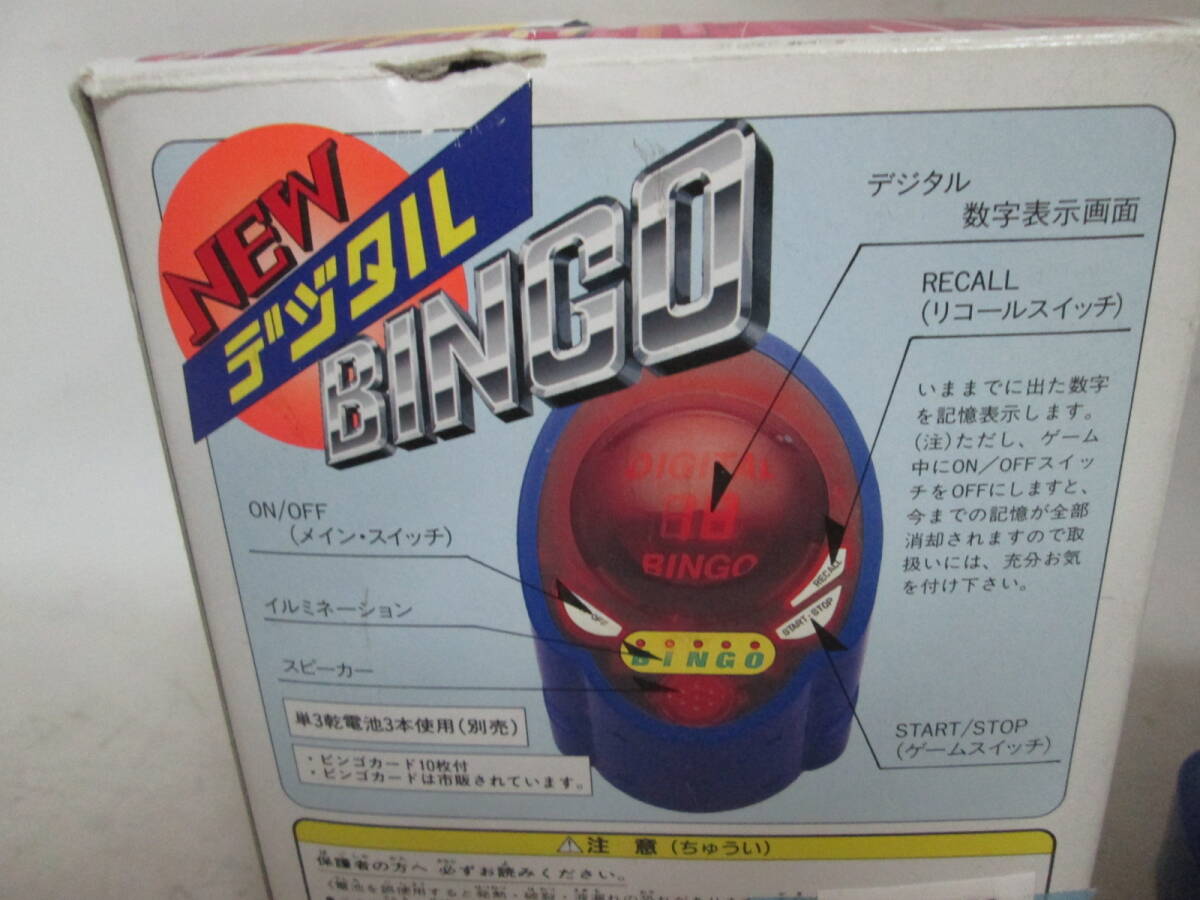 NEW
デジタル
BINGO
デジタル
数字表示画面
RECALL
(リコールスイッチ)
いままでに出た数字
を記憶表示します。
(注)ただし、ゲーム
中にON/OFFスイッ
チをOFFにしますと、
今までの記憶が全部
消却されますので取
扱いには、充分お気
を付け下さい。
ON/OFF
(メイン・スイッチ)
イルミネーション
スピーカー
DIGITAL
18
BINGO
RECALL
OFF
START/STOP
BINGO
START/STOP
(ゲームスイッチ)
単3乾電池3本使用(別売)
・ビンゴカード10枚付
・ビンゴカードは市販されています。
⚠注 意 (ちゅうい)
保護者の方へ 必ずお読みください。